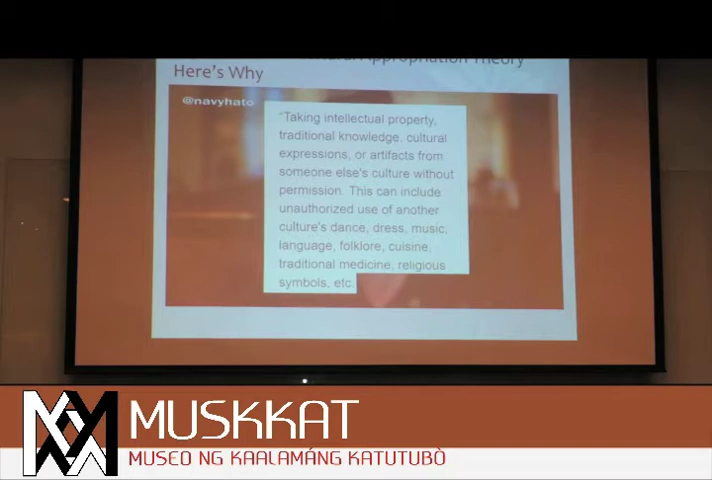 Appropriation Theory
Here's Why
@navyhato
"Taking intellectual property,
traditional knowledge, cultural
expressions, or artifacts from
someone else's culture without
permission. This can include
unauthorized use of another
culture's dance, dress, music,
language, folklore, cuisine.
traditional medicine, religious
symbols, etc.
MUSKKAT
MUSEO NG KAALAMÁNG KATUTUBÒ